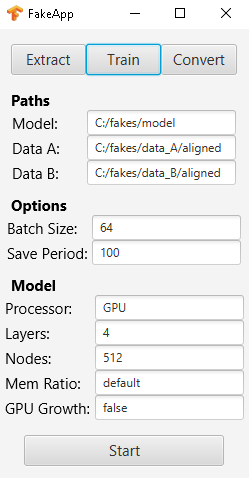 FakeApp
Extract Train Convert
Paths
Model: C:/fakes/model
Data A: C:/fakes/data_A/aligned
Data B: C:/fakes/data_B/aligned
Options
Batch Size: 64
Save Period: 100
Model
Processor: GPU
Layers: 4
Nodes: 512
Mem Ratio: default
GPU Growth: false
Start